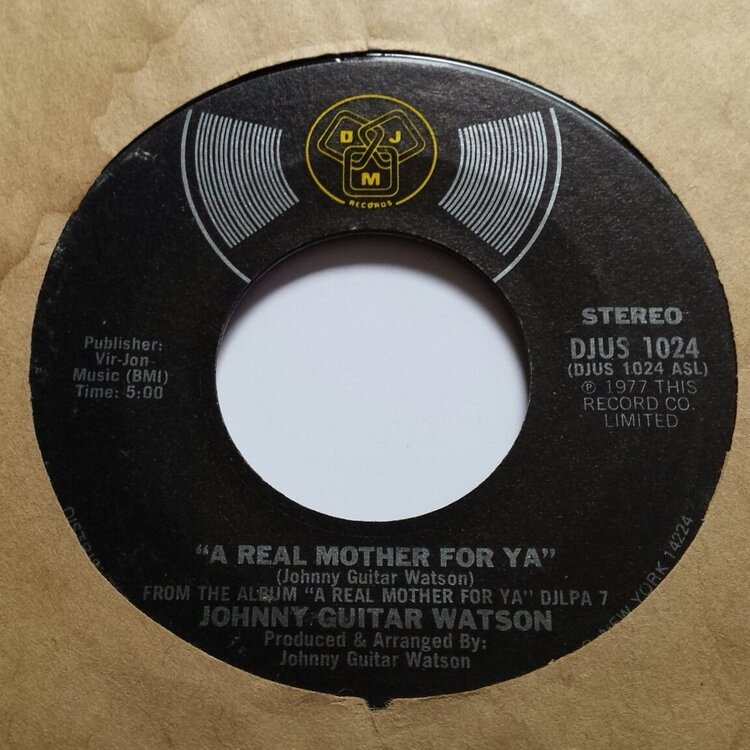 D J
M
RECORDS
STEREO
DJUS 1024
(DJUS 1024 ASL)
℗ 1977 THIS
RECORD CO.
LIMITED
Publisher:
Vir-Jon-
Music (BMI)
Time: 5:00
"A REAL MOTHER FOR YA"
(Johnny Guitar Watson)
FROM THE ALBUM "A REAL MOTHER FOR YA" DJLPA 7
JOHNNY GUITAR WATSON
Produced & Arranged By:
Johnny Guitar Watson
NEW YORK 14224